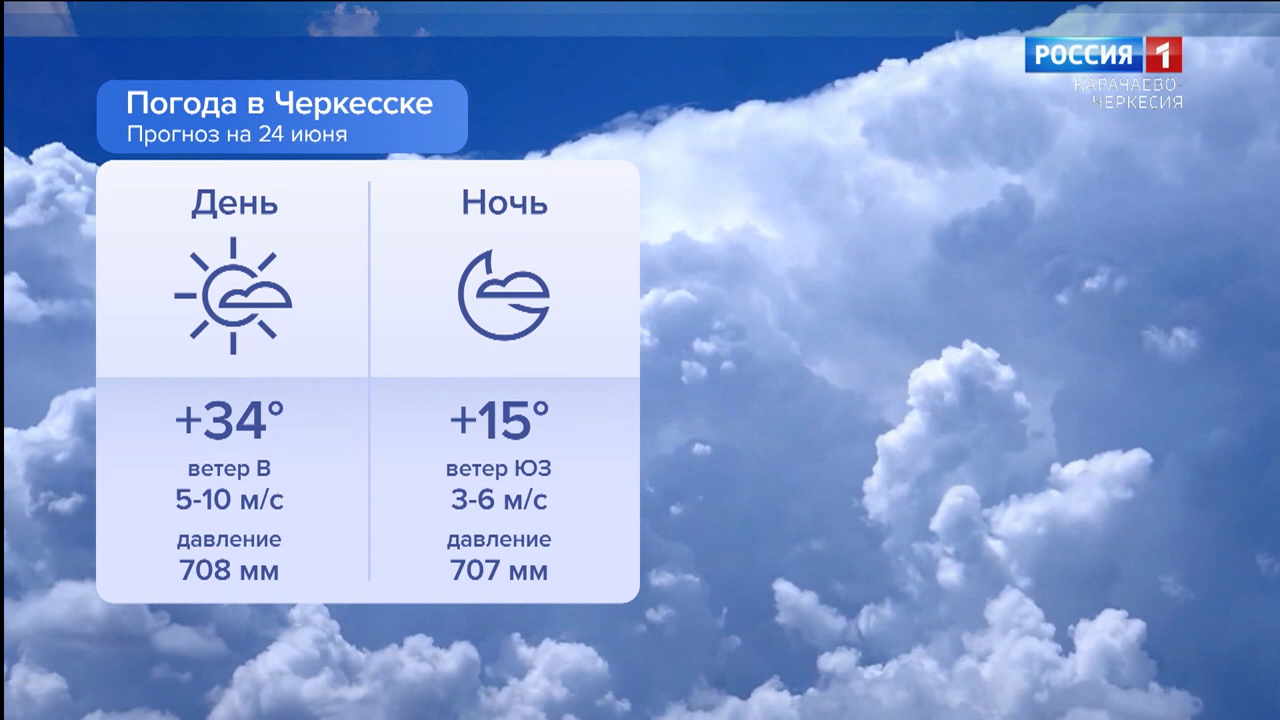 РОССИЯ 1
КАРАЧАЕВО-
ЧЕРКЕСИЯ
Погода в Черкесске
Прогноз на 24 июня
День
Ночь
+34°
+15°
ветер В
ветер ЮЗ
5-10 м/с
3-6 м/с
давление
давление
708 мм
707 мм